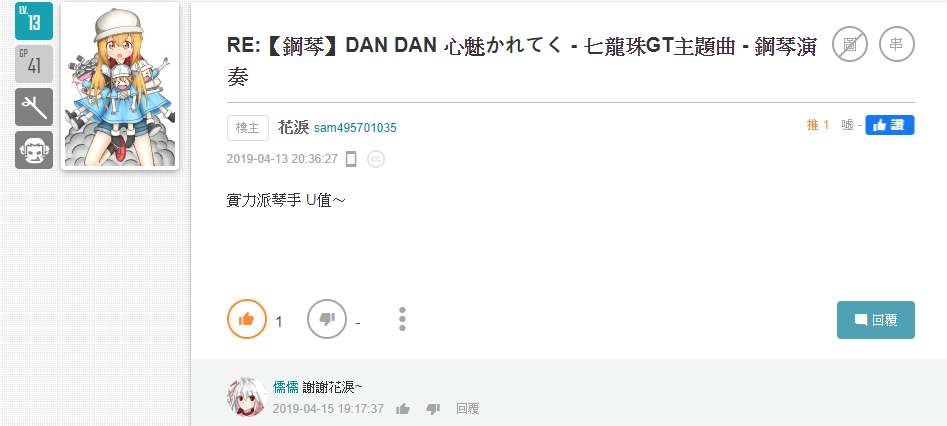 LV.
13
GP
41
RE:【鋼琴】DAN DAN 心魅かれてく - 七龍珠GT主題曲 - 鋼琴演
奏
圖
串
樓主 花淚 sam495701035
推 1 噓 - 讚
2019-04-13 20:36:27 CC
實力派琴手 U值～
1 -
回覆
儒儒 謝謝花淚~
2019-04-15 19:17:37 回覆